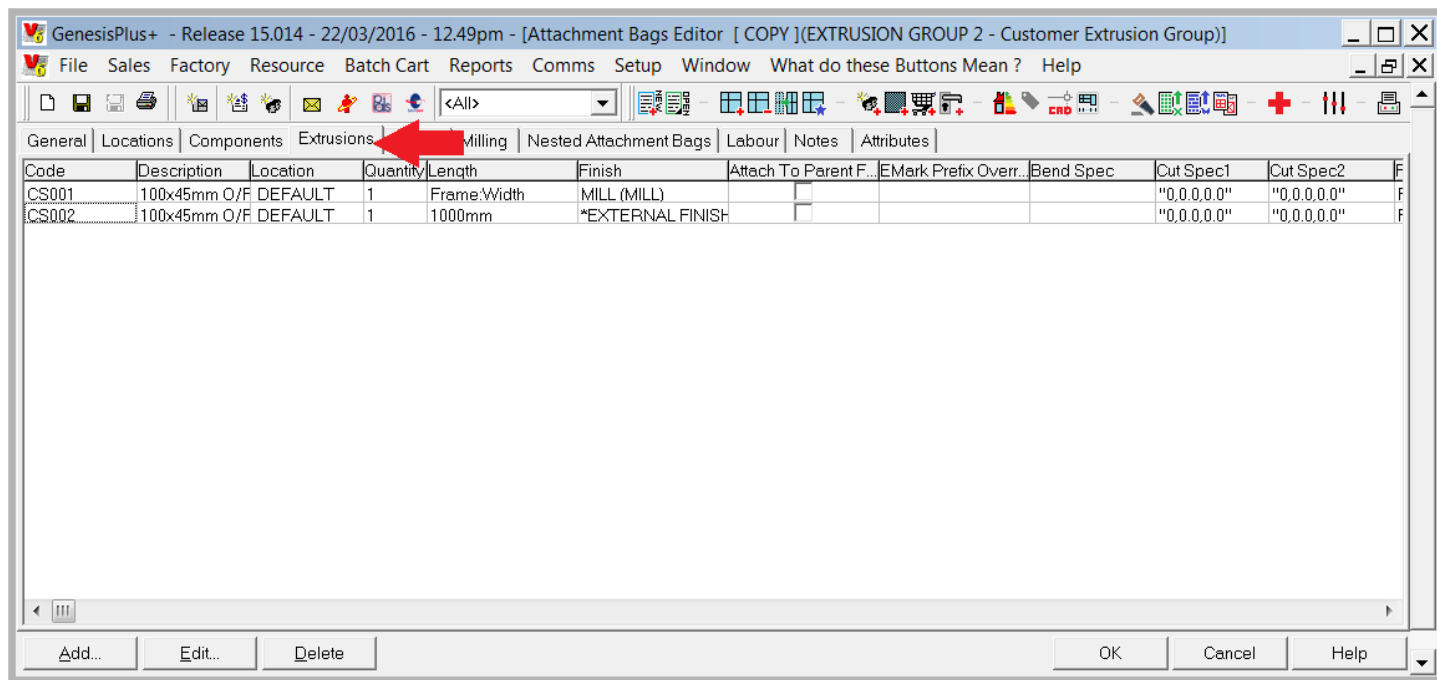 GenesisPlus+ - Release 15.014 - 22/03/2016 - 12.49pm - [Attachment Bags Editor [ COPY ](EXTRUSION GROUP 2 - Customer Extrusion Group)]
File Sales Factory Resource Batch Cart Reports Comms Setup Window What do these Buttons Mean ? Help
<All> CAD
General Locations Components Extrusions Milling Nested Attachment Bags Labour Notes Attributes
Code Description Location Quantity Length Finish Attach To Parent F... EMark Prefix Overr... Bend Spec Cut Spec1 Cut Spec2 F
CS001 100x45mm O/F DEFAULT 1 Frame:Width MILL (MILL) "0,0.0,0.0" "0,0.0,0.0" F
CS002 100x45mm O/F DEFAULT 1 1000mm *EXTERNAL FINISH "0,0.0,0.0" "0,0.0,0.0" F
Add... Edit... Delete OK Cancel Help